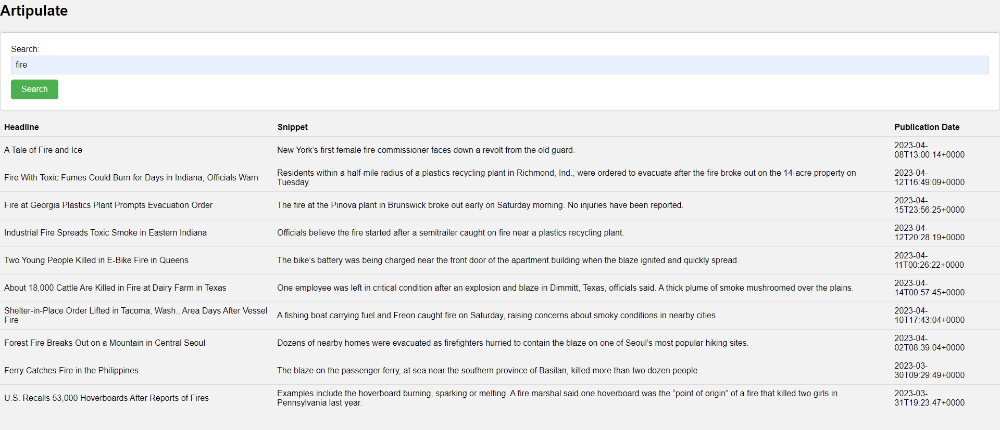 Artipulate
Search:
fire
Search
Headline Snippet Publication Date
A Tale of Fire and Ice
New York’s first female fire commissioner faces down a revolt from the old guard.
2023-04-
08T13:00:14+0000
Fire With Toxic Fumes Could Burn for Days in Indiana, Officials Warn
Residents within a half-mile radius of a plastics recycling plant in Richmond, Ind., were ordered to evacuate after the fire broke out on the 14-acre property on
Tuesday.
2023-04-
12T16:49:09+0000
Fire at Georgia Plastics Plant Prompts Evacuation Order
The fire at the Pinova plant in Brunswick broke out early on Saturday morning. No injuries have been reported.
2023-04-
15T23:56:25+0000
Industrial Fire Spreads Toxic Smoke in Eastern Indiana
Officials believe the fire started after a semitrailer caught on fire near a plastics recycling plant.
2023-04-
12T20:28:19+0000
Two Young People Killed in E-Bike Fire in Queens
The bike’s battery was being charged near the front door of the apartment building when the blaze ignited and quickly spread.
2023-04-
11T00:26:22+0000
About 18,000 Cattle Are Killed in Fire at Dairy Farm in Texas
One employee was left in critical condition after an explosion and blaze in Dimmitt, Texas, officials said. A thick plume of smoke mushroomed over the plains.
2023-04-
14T00:57:45+0000
Shelter-in-Place Order Lifted in Tacoma, Wash., Area Days After Vessel
Fire
A fishing boat carrying fuel and Freon caught fire on Saturday, raising concerns about smoky conditions in nearby cities.
2023-04-
10T17:43:04+0000
Forest Fire Breaks Out on a Mountain in Central Seoul
Dozens of nearby homes were evacuated as firefighters hurried to contain the blaze on one of Seoul’s most popular hiking sites.
2023-04-
02T08:39:04+0000
Ferry Catches Fire in the Philippines
The blaze on the passenger ferry, at sea near the southern province of Basilan, killed more than two dozen people.
2023-03-
30T09:29:49+0000
U.S. Recalls 53,000 Hoverboards After Reports of Fires
Examples include the hoverboard burning, sparking or melting. A fire marshal said one hoverboard was the “point of origin” of a fire that killed two girls in
Pennsylvania last year.
2023-03-
31T19:23:47+0000